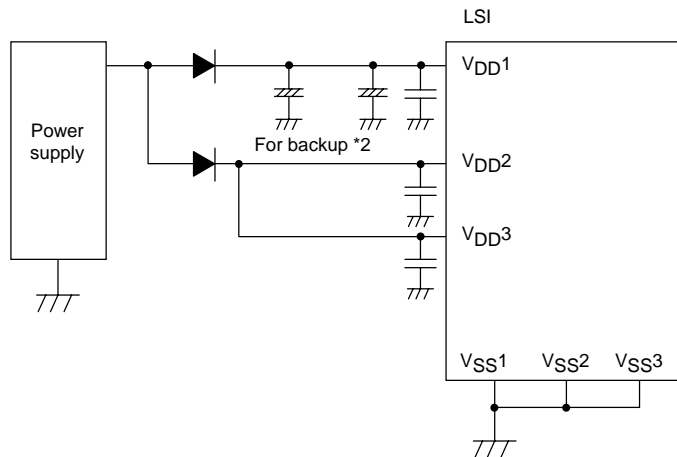 LSI
VDD1
Power
supply
For backup *2
VDD2
VDD3
VSS1 VSS2 VSS3